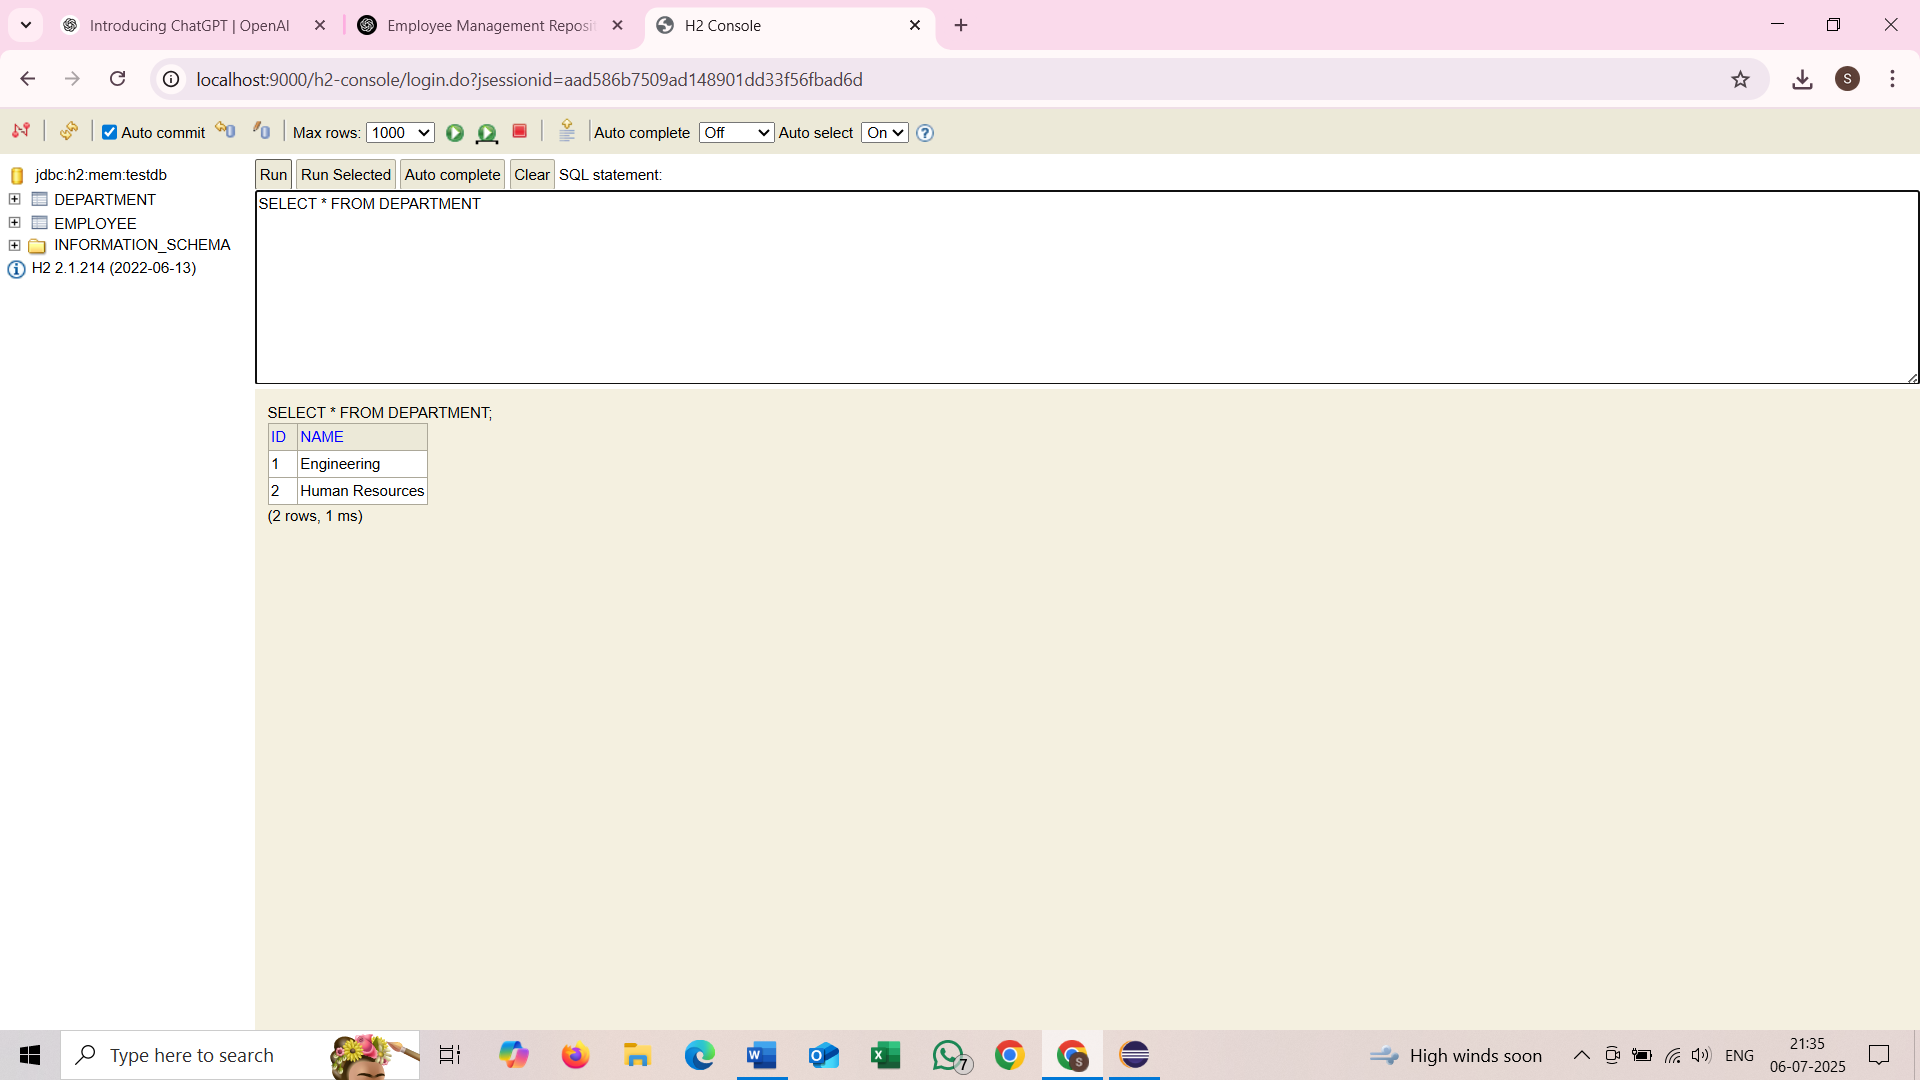 Introducing ChatGPT | OpenAI
Employee Management Reposit
H2 Console
localhost:9000/h2-console/login.do?jsessionid=aad586b7509ad148901dd33f56fbad6d
S
Auto commit
Max rows: 1000
Auto complete Off
Auto select On
jdbc:h2:mem:testdb
DEPARTMENT
EMPLOYEE
INFORMATION_SCHEMA
H2 2.1.214 (2022-06-13)
Run Run Selected Auto complete Clear SQL statement:
SELECT * FROM DEPARTMENT
SELECT * FROM DEPARTMENT;
ID NAME
1 Engineering
2 Human Resources
(2 rows, 1 ms)
Type here to search
7
S
High winds soon
ENG
21:35
06-07-2025